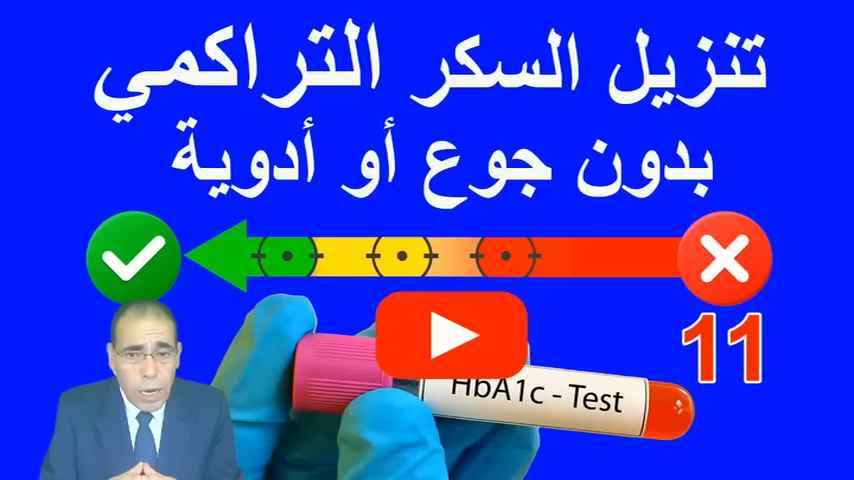 تنزيل السكر التراكمي
بدون جوع أو أدوية
11
HbA1c - Test